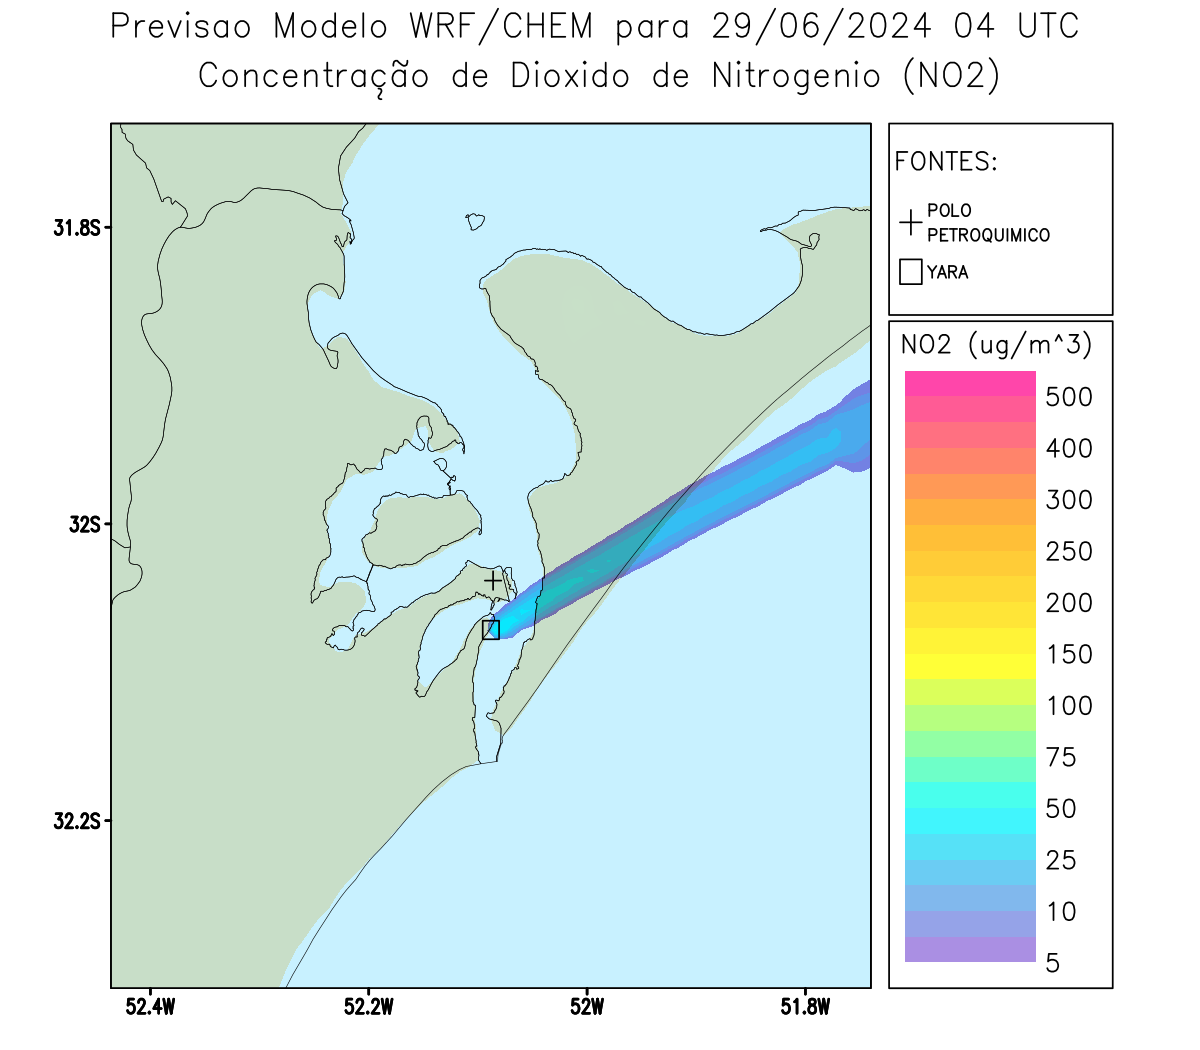 Previsao Modelo WRF/CHEM para 29/06/2024 04 UTC
Concentração de Dioxido de Nitrogenio (NO2)
FONTES:
POLO
PETROQUIMICO
YARA
NO2 (ug/m^3)
500
400
300
250
200
150
100
75
50
25
10
5
31.8S
32S
32.2S
52.4W
52.2W
52W
51.8W